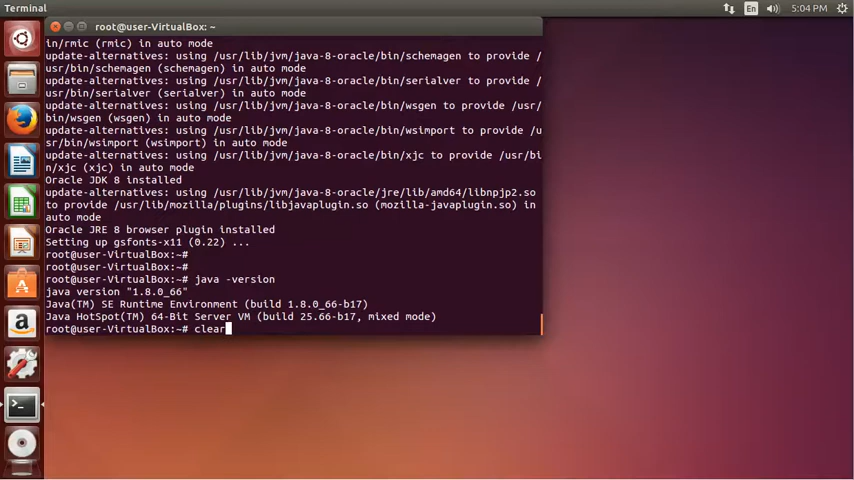 Terminal
En
5:04 PM
root@user-VirtualBox: ~
in/rmic (rmic) in auto mode
update-alternatives: using /usr/lib/jvm/java-8-oracle/bin/schemagen to provide /
usr/bin/schemagen (schemagen) in auto mode
update-alternatives: using /usr/lib/jvm/java-8-oracle/bin/serialver to provide /
usr/bin/serialver (serialver) in auto mode
update-alternatives: using /usr/lib/jvm/java-8-oracle/bin/wsgen to provide /usr/
bin/wsgen (wsgen) in auto mode
update-alternatives: using /usr/lib/jvm/java-8-oracle/bin/wsimport to provide /u
sr/bin/wsimport (wsimport) in auto mode
update-alternatives: using /usr/lib/jvm/java-8-oracle/bin/xjc to provide /usr/bi
n/xjc (xjc) in auto mode
Oracle JDK 8 installed
update-alternatives: using /usr/lib/jvm/java-8-oracle/jre/lib/amd64/libnpjp2.so
to provide /usr/lib/mozilla/plugins/libjavaplugin.so (mozilla-javaplugin.so) in
auto mode
Oracle JRE 8 browser plugin installed
Setting up gsfonts-x11 (0.22) ...
root@user-VirtualBox:~#
root@user-VirtualBox:~#
root@user-VirtualBox:~# java -version
java version "1.8.0_66"
Java(TM) SE Runtime Environment (build 1.8.0_66-b17)
Java HotSpot(TM) 64-Bit Server VM (build 25.66-b17, mixed mode)
root@user-VirtualBox:~# clear